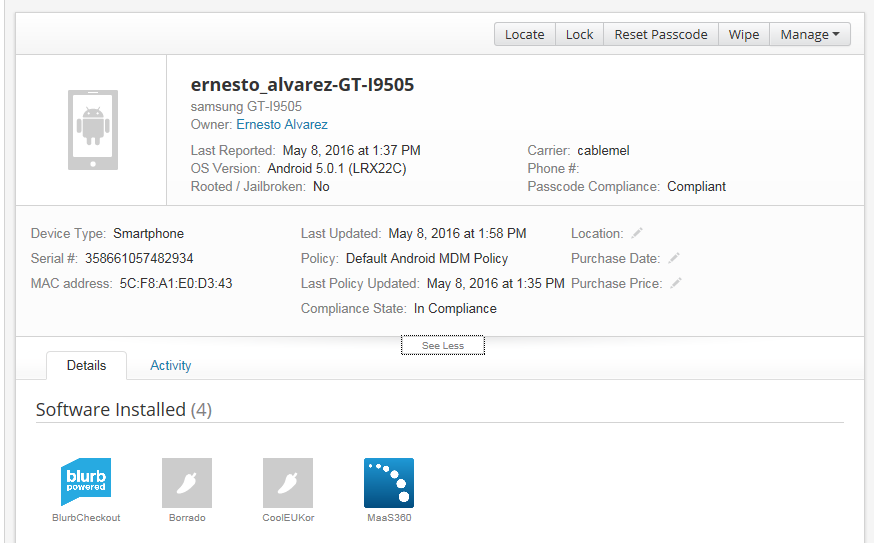 Locate Lock Reset Passcode Wipe Manage
ernesto_alvarez-GT-I9505
samsung GT-I9505
Owner: Ernesto Alvarez
Last Reported: May 8, 2016 at 1:37 PM Carrier: cablemel
OS Version: Android 5.0.1 (LRX22C) Phone #:
Rooted / Jailbroken: No Passcode Compliance: Compliant
Device Type: Smartphone Last Updated: May 8, 2016 at 1:58 PM Location:
Serial #: 358661057482934 Policy: Default Android MDM Policy Purchase Date:
MAC address: 5C:F8:A1:E0:D3:43 Last Policy Updated: May 8, 2016 at 1:35 PM Purchase Price:
Compliance State: In Compliance
See Less
Details Activity
Software Installed (4)
blurb
powered
BlurbCheckout Borrado CoolEUKor MaaS360